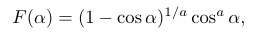 F(α) = (1 − cos α)^{1/a} cos^a α,